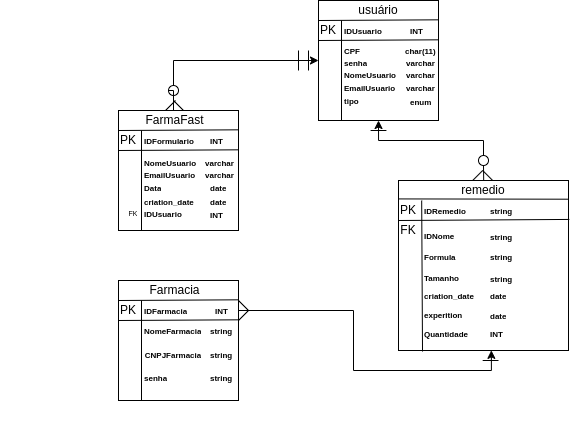 usuário
PK IDUsuario INT
CPF char(11)
senha varchar
NomeUsuario varchar
EmailUsuario varchar
tipo enum
FarmaFast
PK IDFormulario INT
NomeUsuario varchar
EmailUsuario varchar
Data date
criation_date date
FK IDUsuario INT
remedio
PK IDRemedio string
FK
IDNome string
Formula string
Tamanho string
criation_date date
experition date
Quantidade INT
Farmacia
PK IDFarmacia INT
NomeFarmacia string
CNPJFarmacia string
senha string